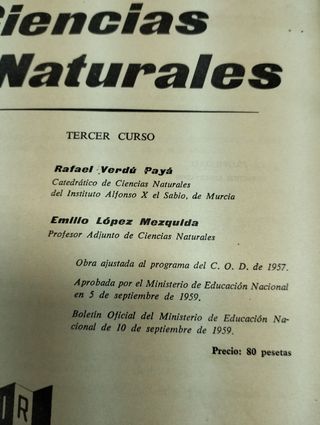 Ciencias
Naturales
TERCER CURSO
Rafael Verdú Payá
Catedrático de Ciencias Naturales
del Instituto Alfonso X el Sabio, de Murcia
Emilio López Mezquida
Profesor Adjunto de Ciencias Naturales
Obra ajustada al programa del C. O. D. de 1957.
Aprobada por el Ministerio de Educación Nacional
en 5 de septiembre de 1959.
Boletín Oficial del Ministerio de Educación Na-
cional de 10 de septiembre de 1959.
Precio: 80 pesetas
IR